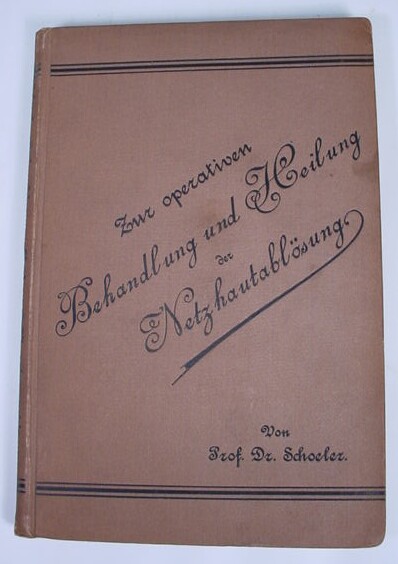 Zur operativen
Behandlung und Heilung
der
Netzhautablösung
Von
Prof. Dr. Schoeler.